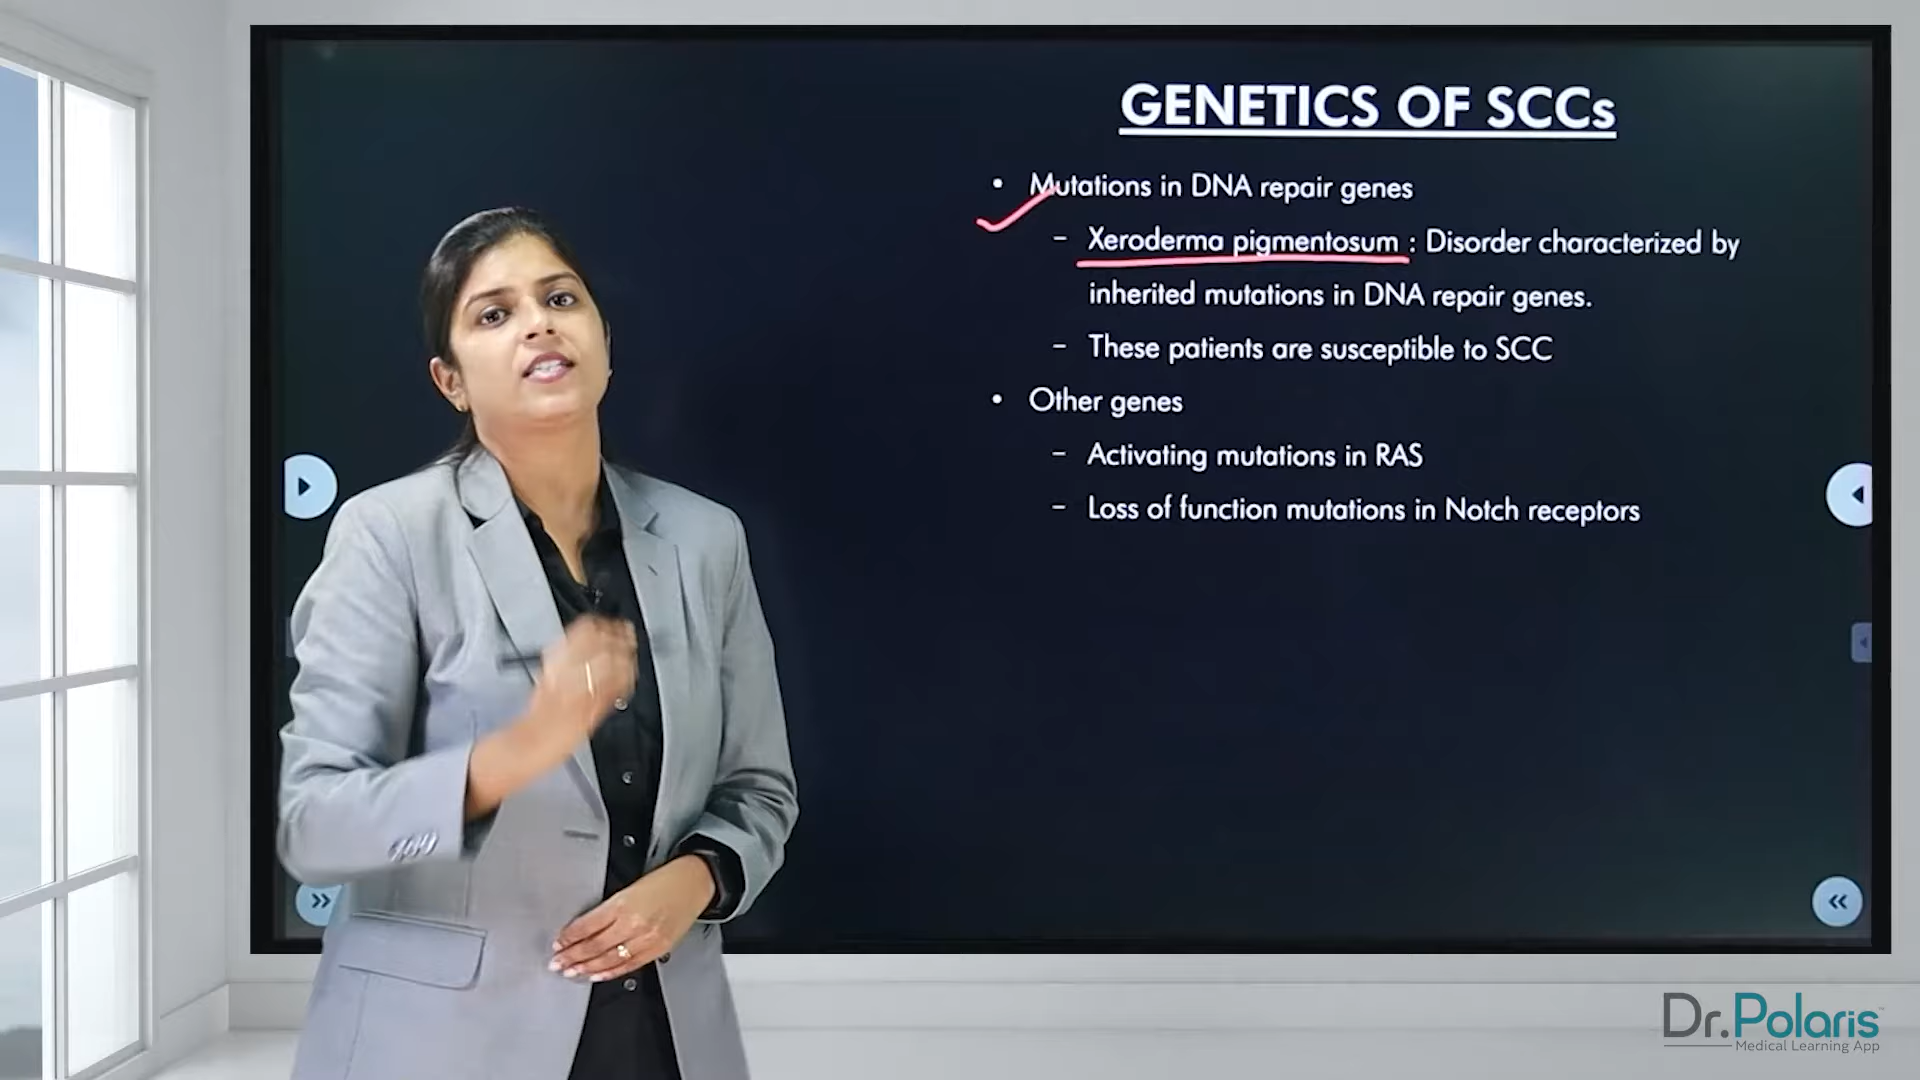 GENETICS OF SCCs
• Mutations in DNA repair genes
– Xeroderma pigmentosum : Disorder characterized by
inherited mutations in DNA repair genes.
– These patients are susceptible to SCC
• Other genes
– Activating mutations in RAS
– Loss of function mutations in Notch receptors
Dr.Polaris™
Medical Learning App